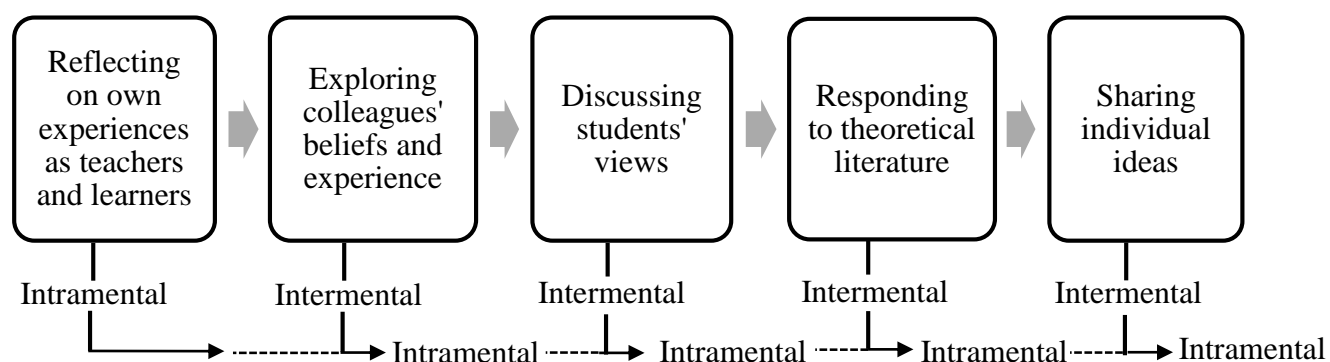 Reflecting
on own
experiences
as teachers
and learners
Exploring
colleagues'
beliefs and
experience
Discussing
students'
views
Responding
to theoretical
literature
Sharing
individual
ideas
Intramental
Intermental
Intermental
Intermental
Intermental
Intramental
Intramental
Intramental
Intramental